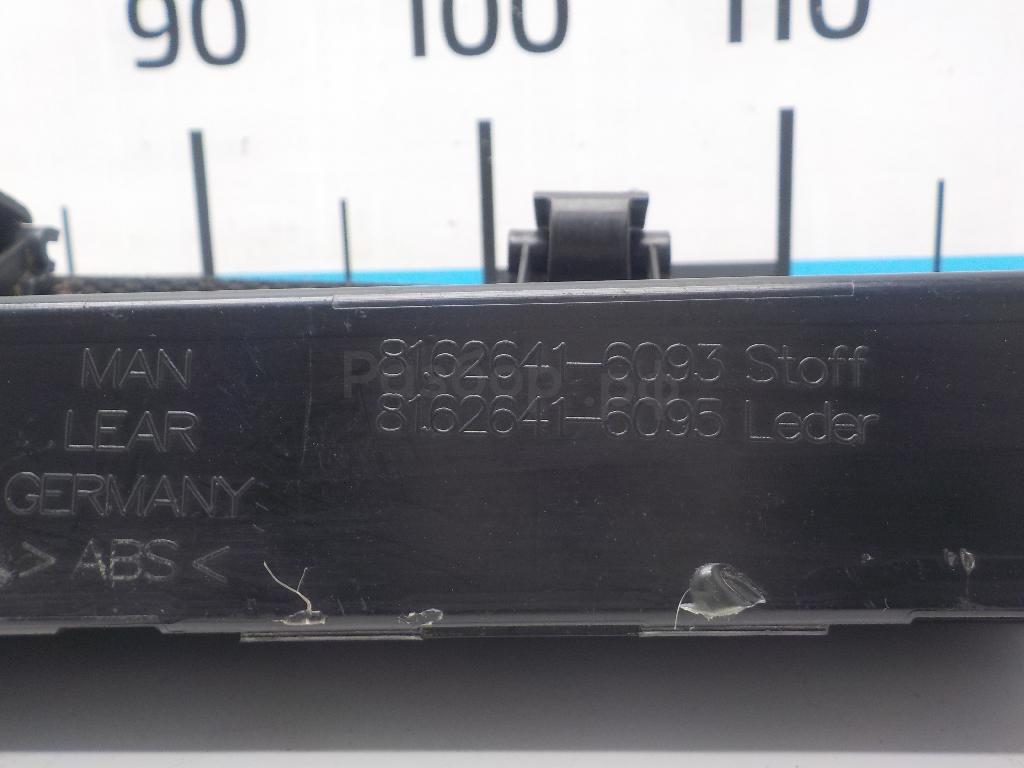 90 100 110
MAN
LEAR
GERMANY
> ABS <
81.62641-6093 Stoff
81.62641-6095 Leder